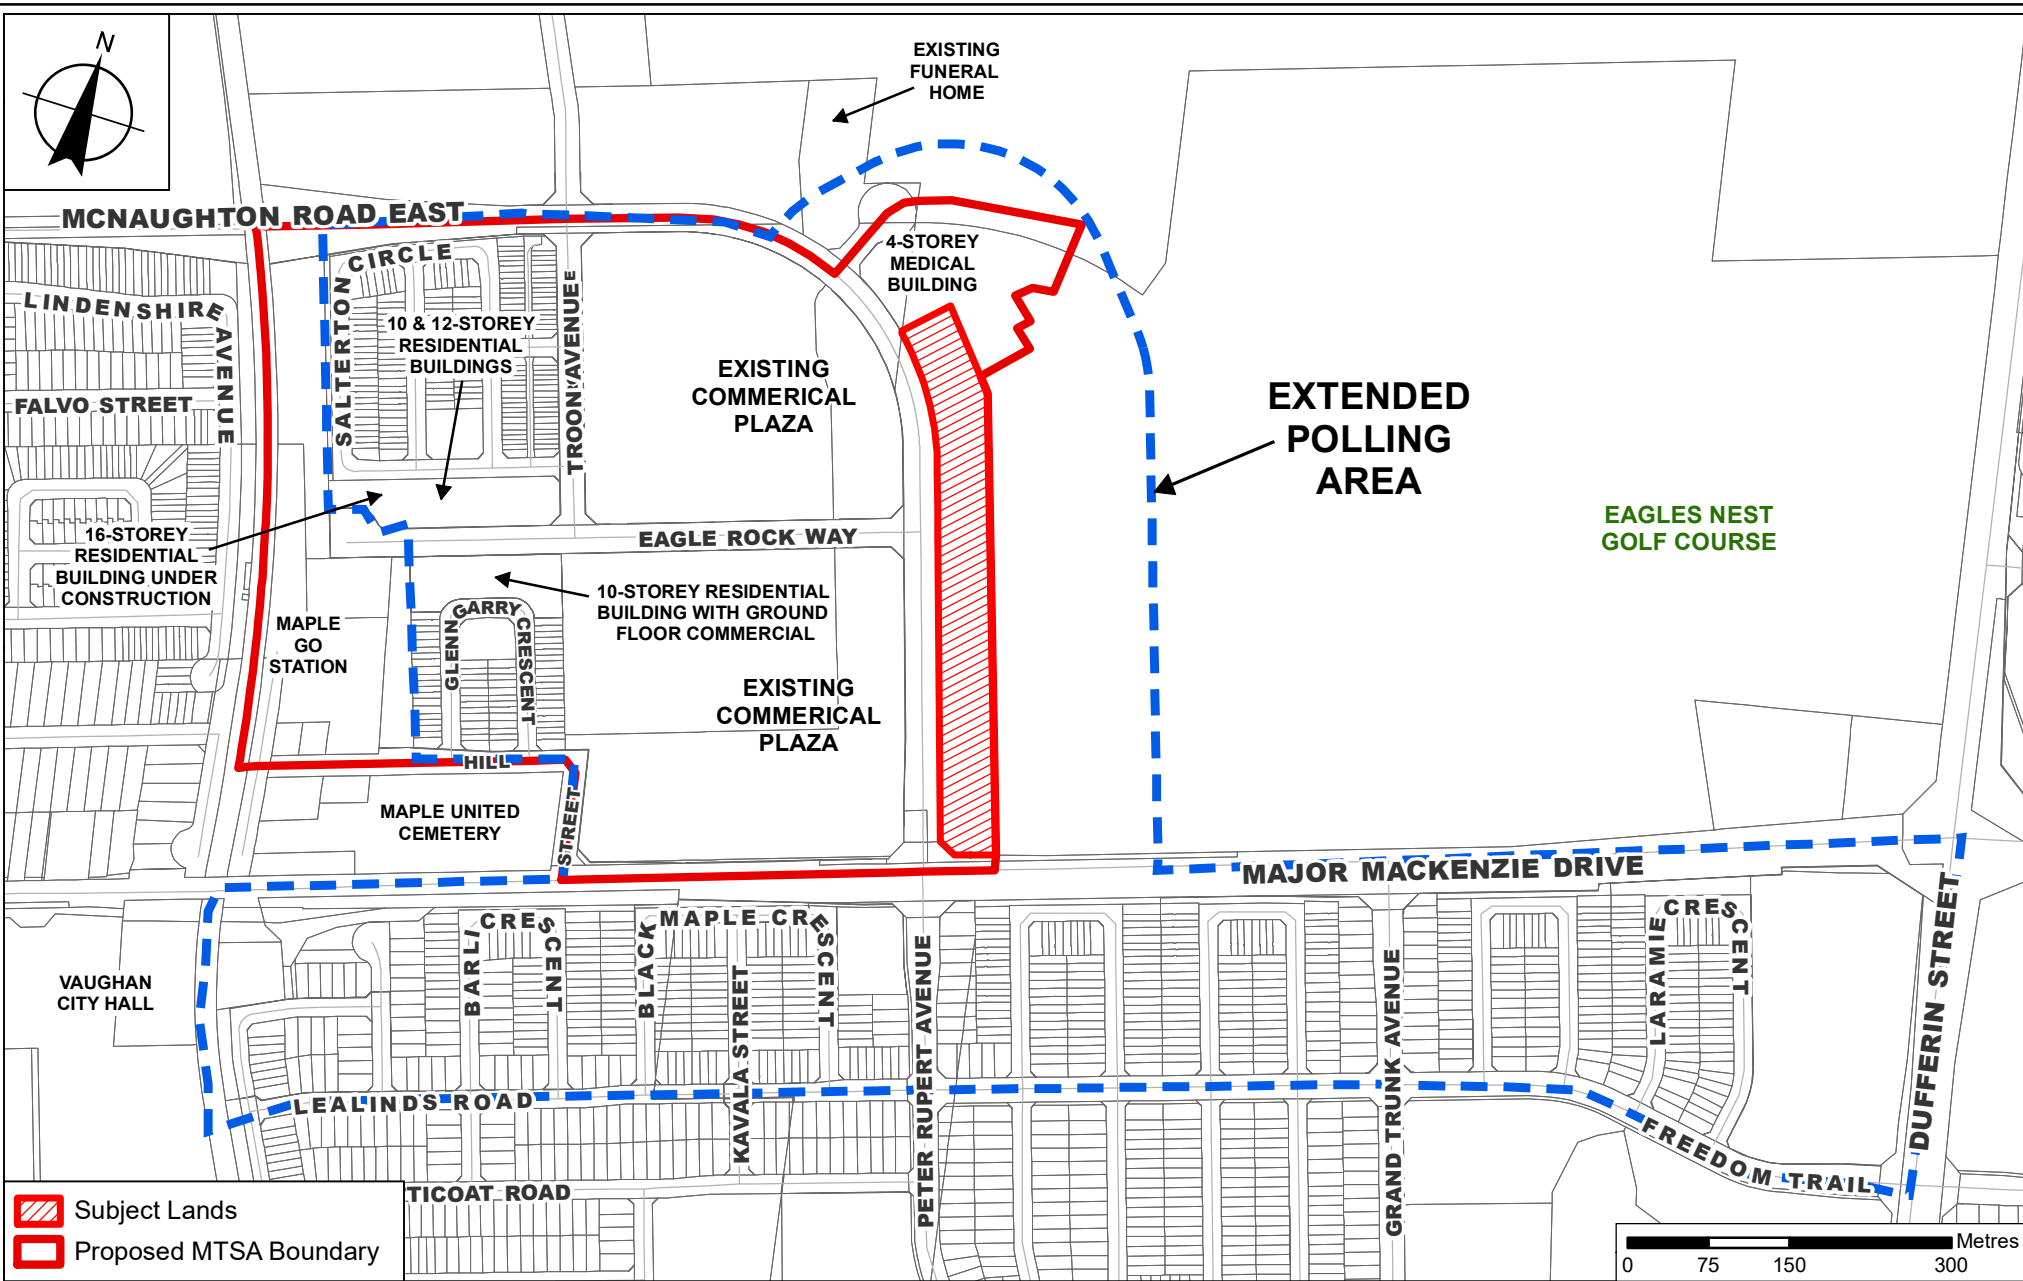 N
EXISTING
FUNERAL
HOME
MCNAUGHTON ROAD EAST
4-STOREY
MEDICAL
BUILDING
SALTERTON CIRCLE
LINDENSHIRE AVENUE
10 & 12-STOREY
RESIDENTIAL
BUILDINGS
TROON AVENUEE
EXISTING
COMMERICAL
PLAZA
FALVO STREET
EXTENDED
POLLING
AREA
EAGLES NEST
GOLF COURSE
16-STOREY
RESIDENTIAL
BUILDING UNDER
CONSTRUCTION
EAGLE ROCK WAY
10-STOREY RESIDENTIAL
BUILDING WITH GROUND
FLOOR COMMERCIAL
MAPLE
GO
STATION
GLENN GARRY CRESCENT
EXISTING
COMMERICAL
PLAZA
HILL STREET
MAPLE UNITED
CEMETERY
MAJOR MACKENZIE DRIVE
VAUGHAN
CITY HALL
BARLI CRESCENT
BLACK MAPLE CRESCENT
KAVALA STREET
PETER RUPERT AVENUE
GRAND TRUNK AVENUE
LARAMIE CRESCENT
DUFFERIN STREET
LEALINDS ROAD
FREEDOM TRAIL
TICOAT ROAD
Subject Lands
Proposed MTSA Boundary
Metres
0 75 150 300